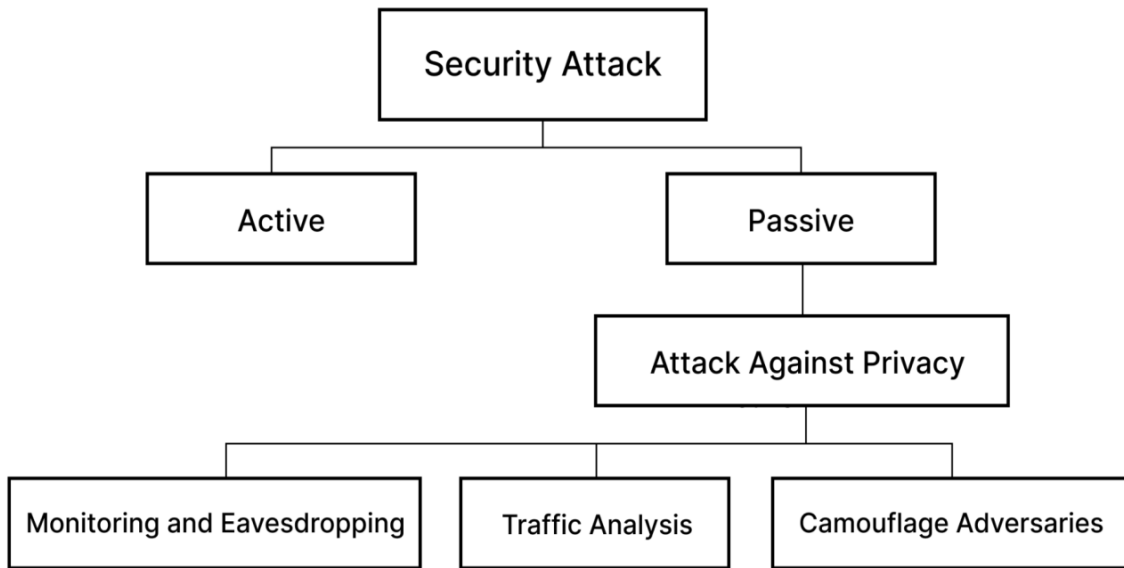 Security Attack
Active
Passive
Attack Against Privacy
Monitoring and Eavesdropping
Traffic Analysis
Camouflage Adversaries